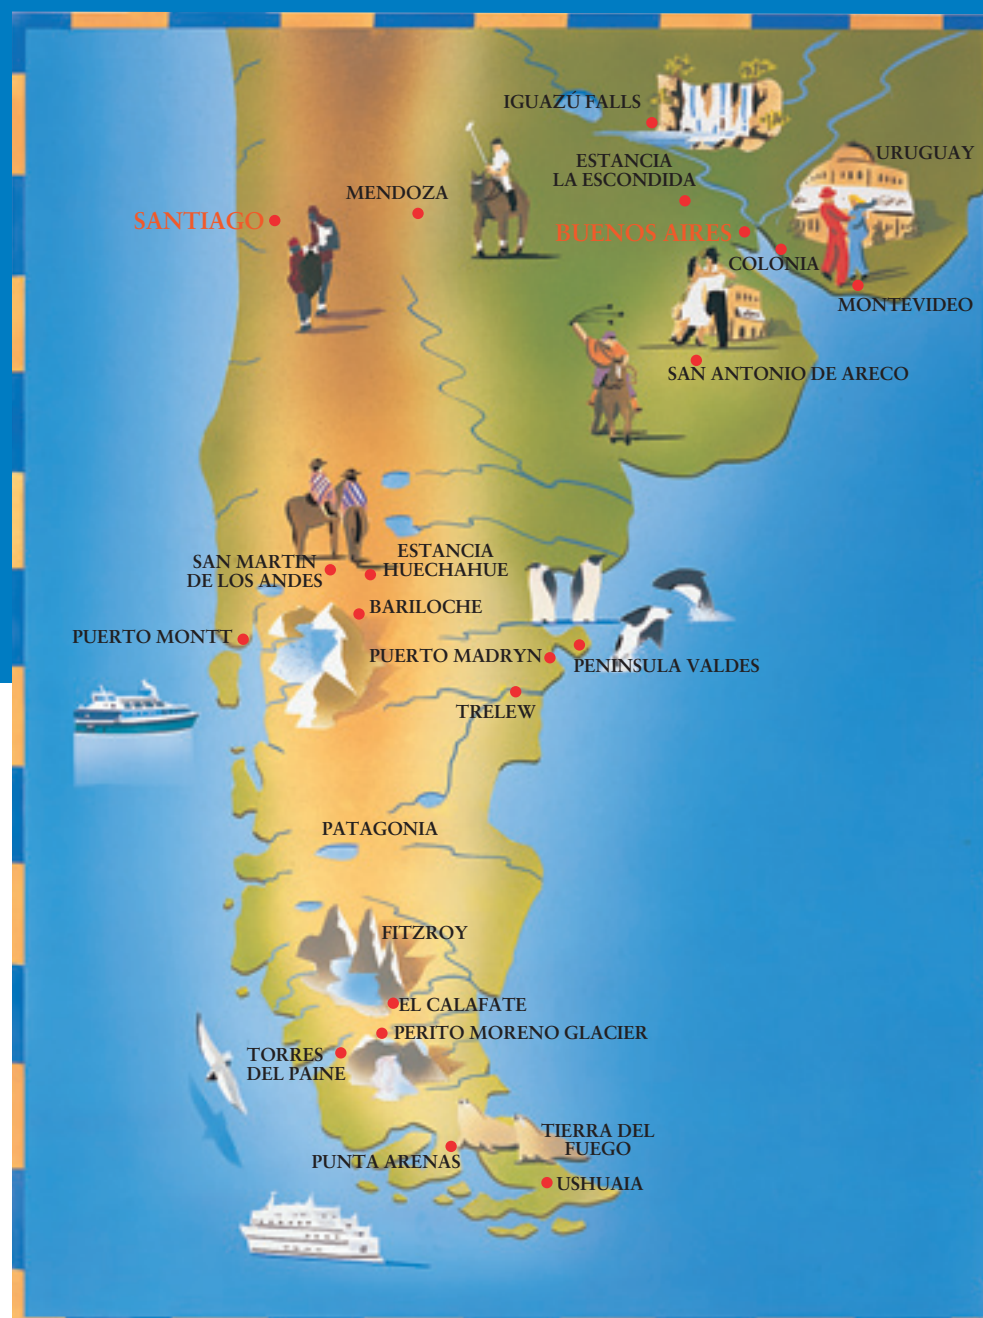 IGUAZÚ FALLS
URUGUAY
ESTANCIA
LA ESCONDIDA
MENDOZA
SANTIAGO
BUENOS AIRES
COLONIA
MONTEVIDEO
SAN ANTONIO DE ARECO
ESTANCIA
HUECHAHUE
SAN MARTIN
DE LOS ANDES
BARILOCHE
PUERTO MONTT
PUERTO MADRYN
PENINSULA VALDES
TRELEW
PATAGONIA
FITZROY
EL CALAFATE
PERITO MORENO GLACIER
TORRES
DEL PAINE
TIERRA DEL
FUEGO
PUNTA ARENAS
USHUAIA